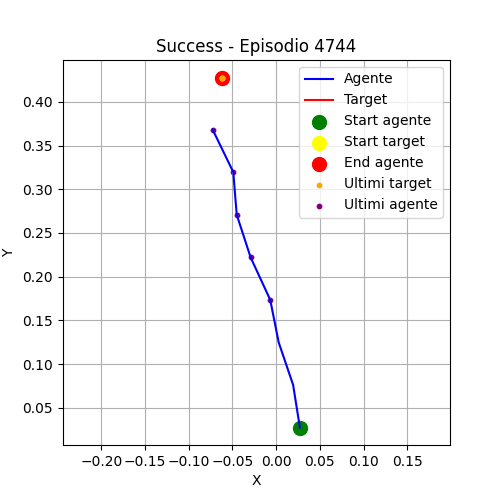 Success - Episodio 4744
Agente
Target
Start agente
Start target
End agente
Ultimi target
Ultimi agente
Y
0.40
0.35
0.30
0.25
0.20
0.15
0.10
0.05
−0.20 −0.15 −0.10 −0.05 0.00 0.05 0.10 0.15
X